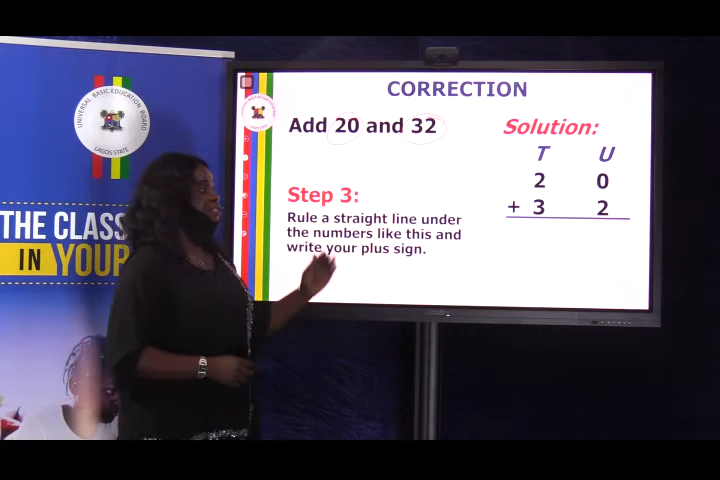 UNIVERSAL BASIC EDUCATION BOARD
LAGOS STATE
THE CLASS
IN YOUR
CORRECTION
Add 20 and 32
Step 3:
Rule a straight line under
the numbers like this and
write your plus sign.
Solution:
T U
2 0
+ 3 2